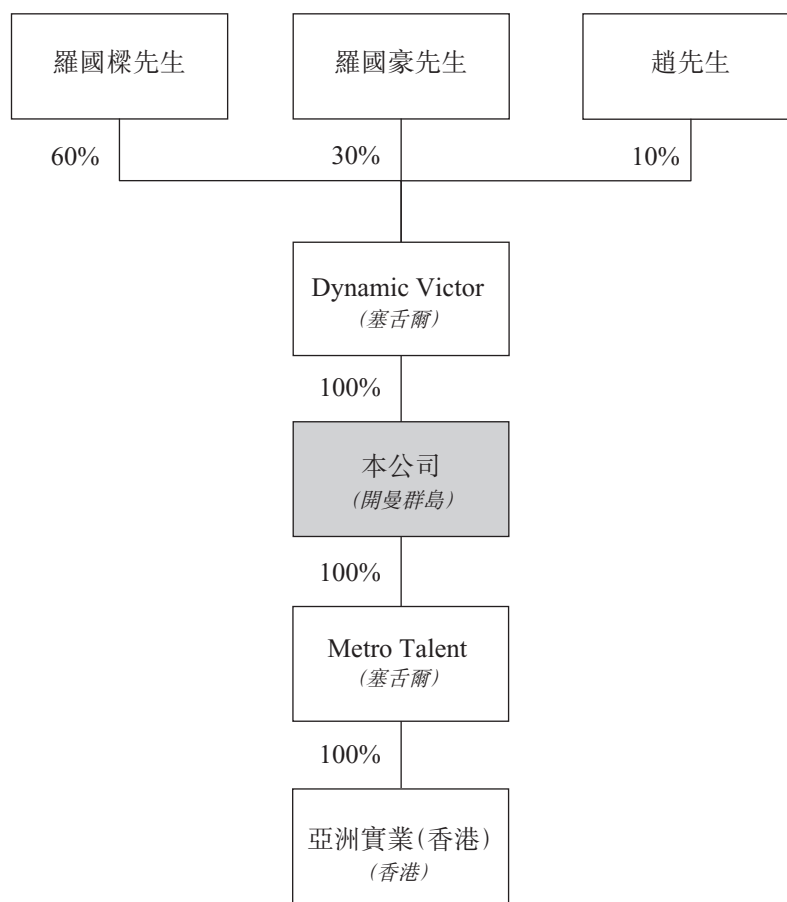 羅國樑先生
羅國豪先生
趙先生
60%
30%
10%
Dynamic Victor
(塞舌爾)
100%
本公司
(開曼群島)
100%
Metro Talent
(塞舌爾)
100%
亞洲實業(香港)
(香港)